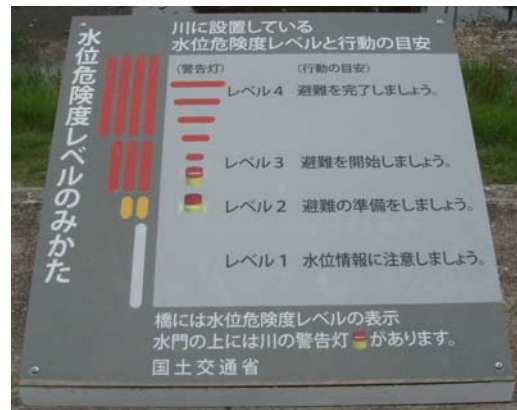 水位危険度レベルのみかた
川に設置している
水位危険度レベルと行動の目安
(警告灯) (行動の目安)
レベル4 避難を完了しましょう。
レベル3 避難を開始しましょう。
レベル2 避難の準備をしましょう。
レベル1 水位情報に注意しましょう。
橋には水位危険度レベルの表示
水門の上には川の警告灯 があります。
国土交通省